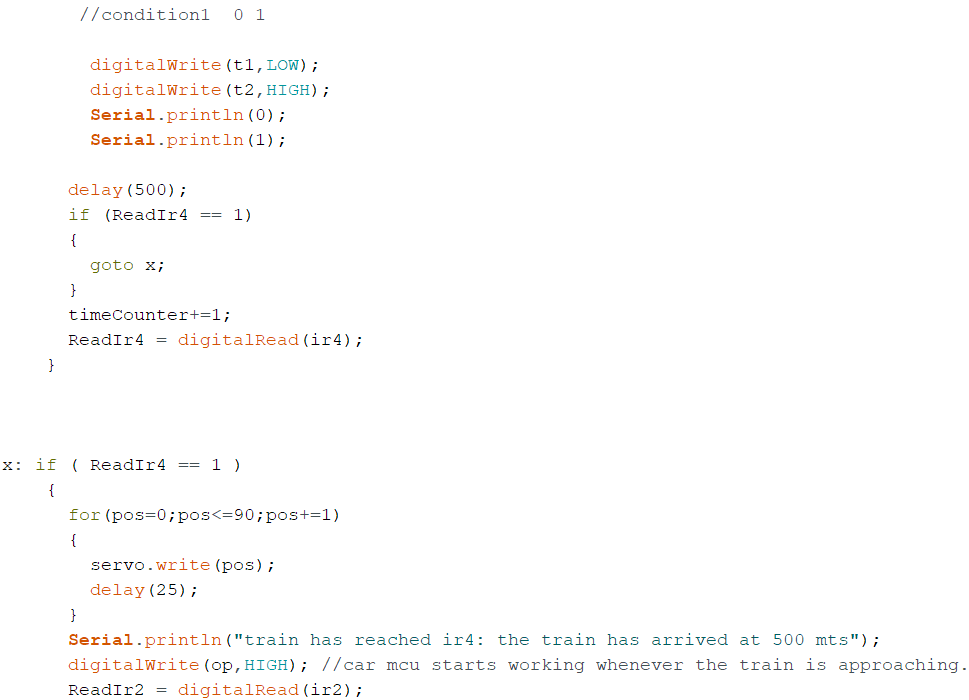 //condition1  0 1
digitalWrite(t1,LOW);
digitalWrite(t2,HIGH);
Serial.println(0);
Serial.println(1);
delay(500);
if (ReadIr4 == 1)
{
goto x;
}
timeCounter+=1;
ReadIr4 = digitalRead(ir4);
}
x: if ( ReadIr4 == 1 )
{
for(pos=0;pos<=90;pos+=1)
{
servo.write(pos);
delay(25);
}
Serial.println("train has reached ir4: the train has arrived at 500 mts");
digitalWrite(op,HIGH); //car mcu starts working whenever the train is approaching.
ReadIr2 = digitalRead(ir2);